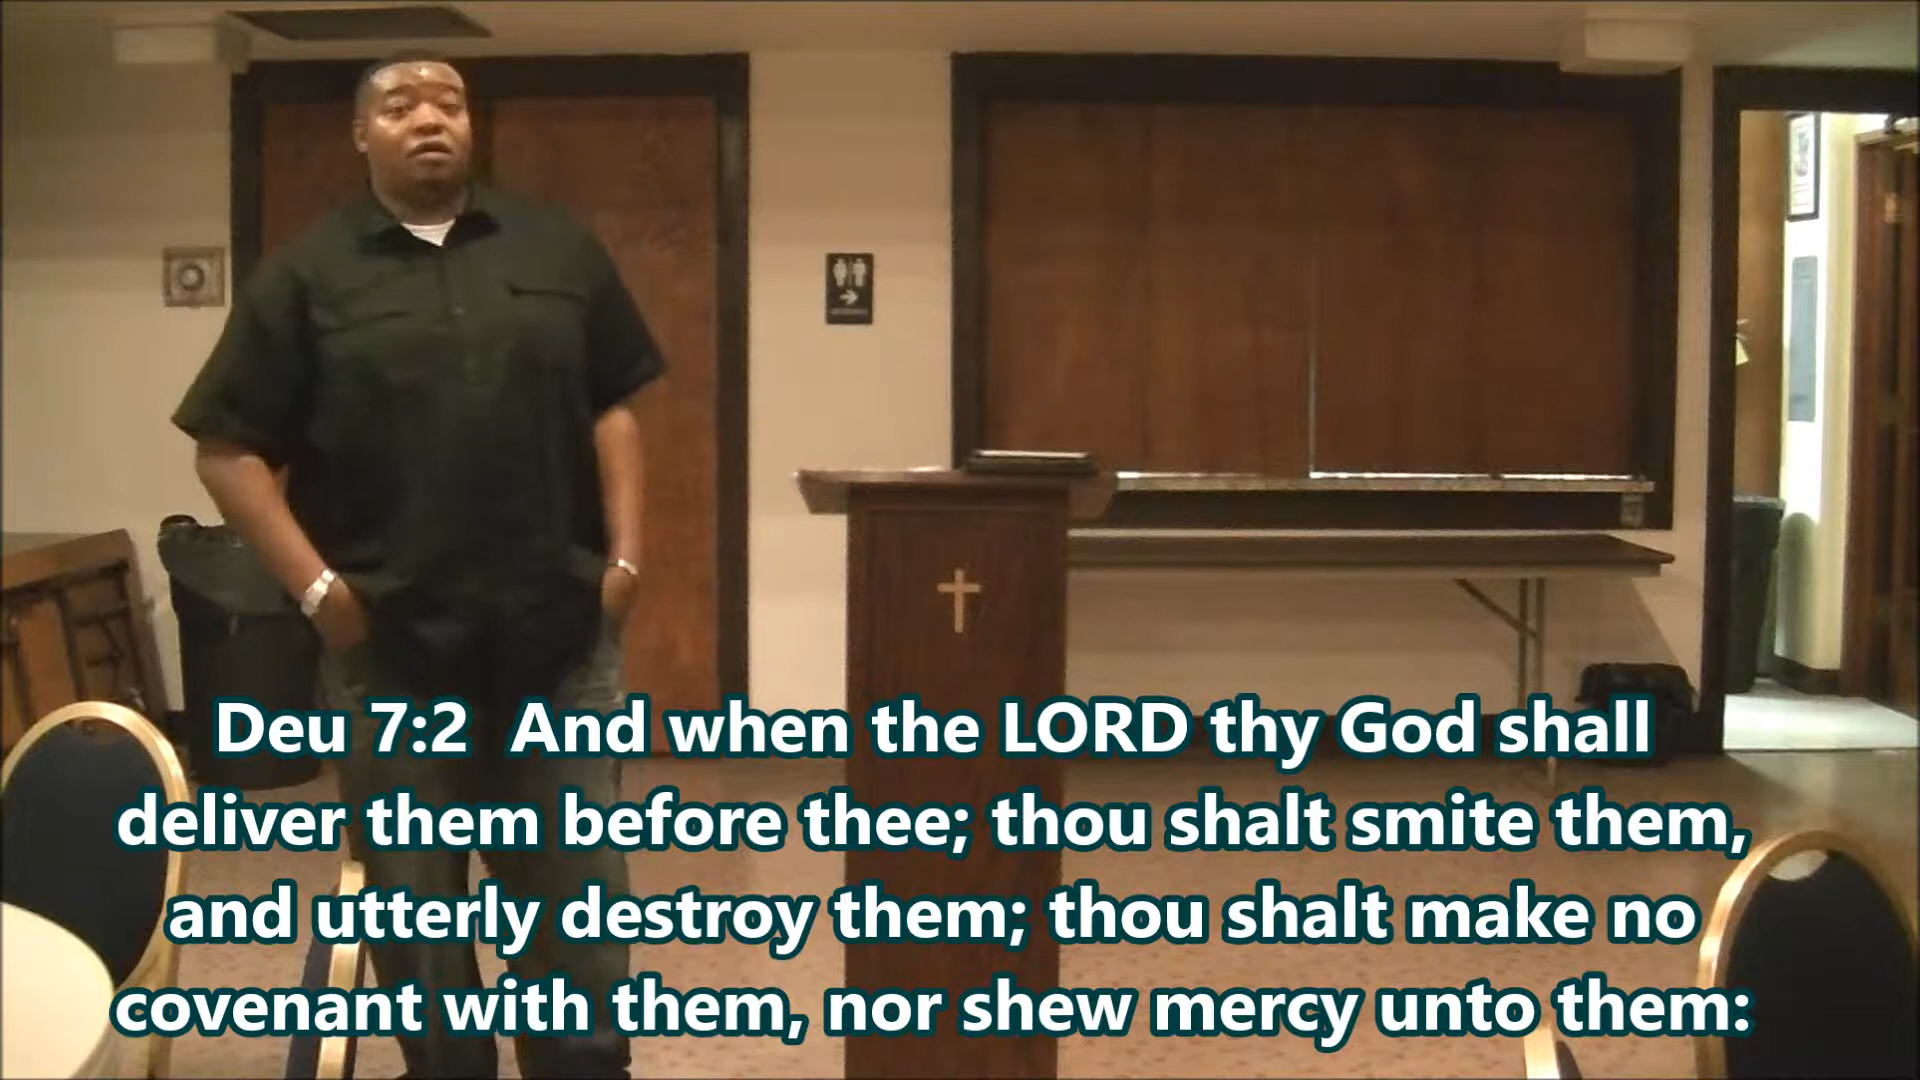 Deu 7:2  And when the LORD thy God shall
deliver them before thee; thou shalt smite them,
and utterly destroy them; thou shalt make no
covenant with them, nor shew mercy unto them: